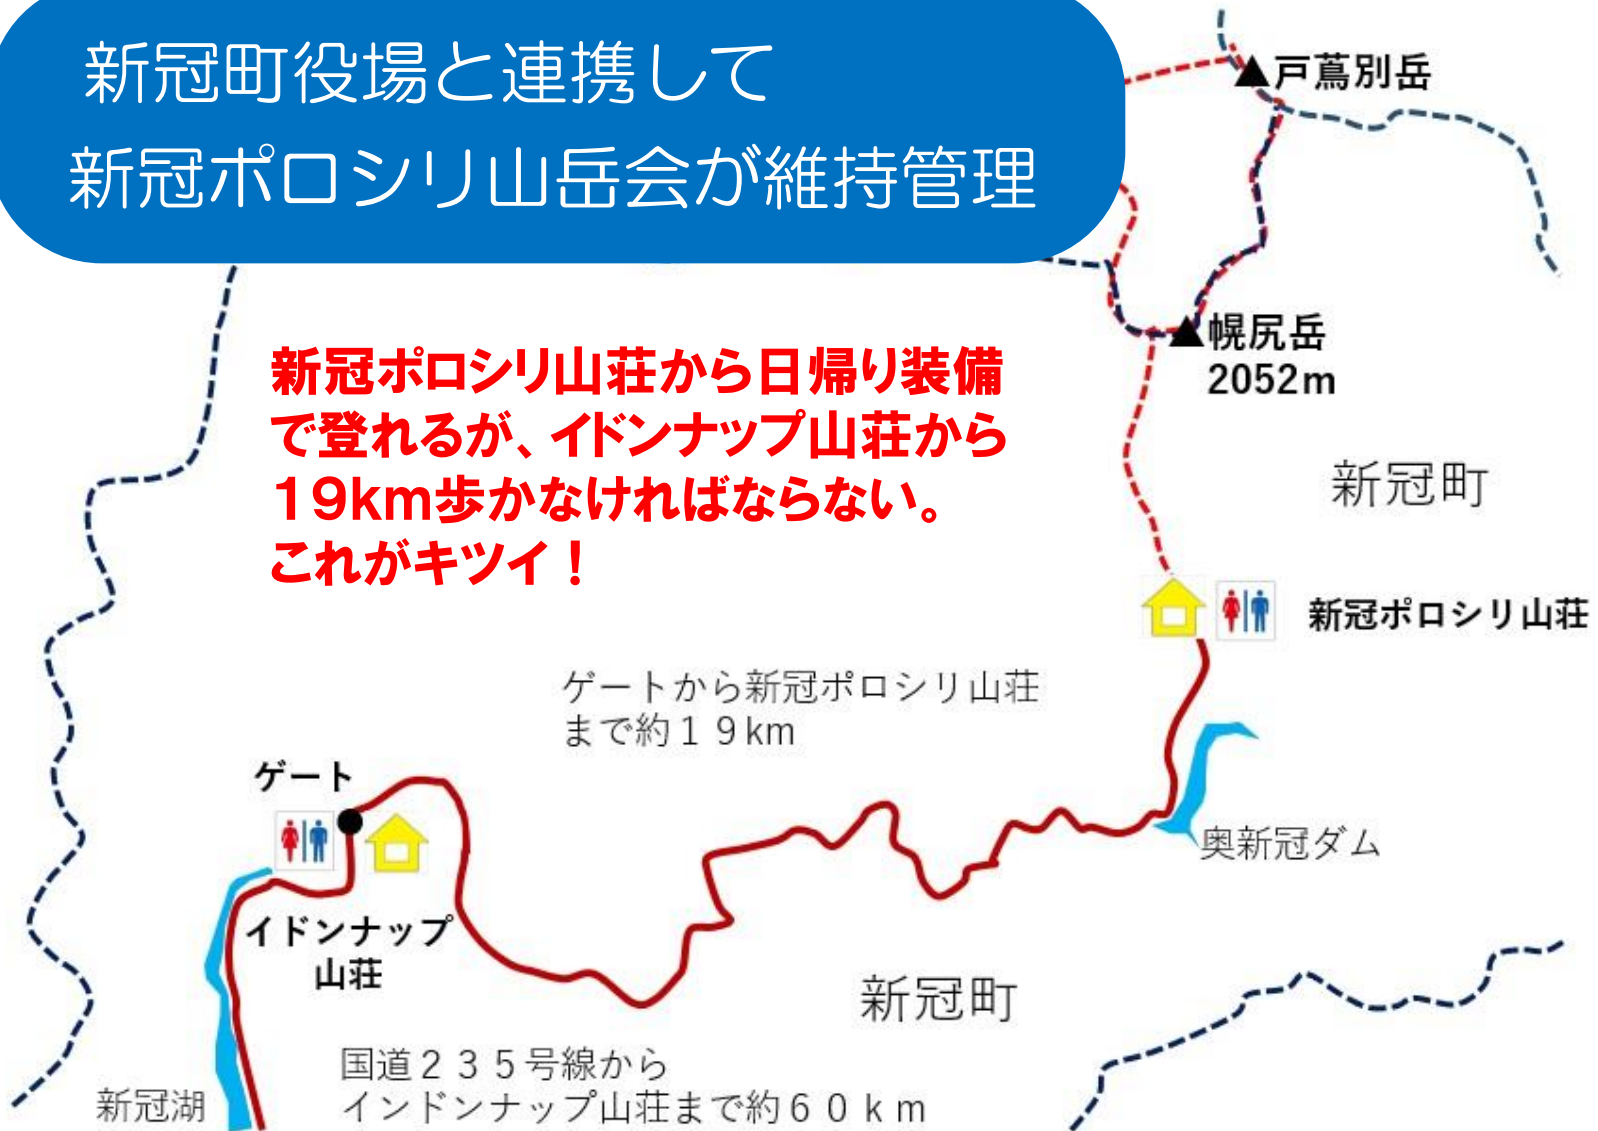 新冠町役場と連携して
新冠ポロシリ山岳会が維持管理
戸蔦別岳
幌尻岳
2052m
新冠ポロシリ山荘から日帰り装備
で登れるが、イドンナップ山荘から
１９ｋｍ歩かなければならない。
これがキツイ！
新冠町
新冠ポロシリ山荘
ゲートから新冠ポロシリ山荘
まで約１９km
ゲート
奥新冠ダム
イドンナップ
山荘
新冠町
国道２３５号線から
インドンナップ山荘まで約６０ｋｍ
新冠湖